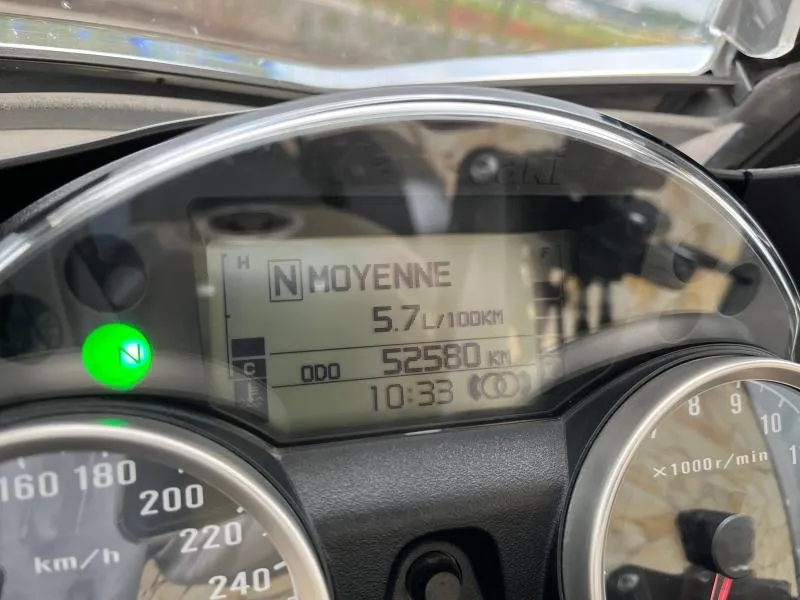 H
N MOYENNE
5.7 L/100KM
C
ODO 52580 KM
10:33
N
160 180 200 220 240
km/h
8 9 10
×1000r/min